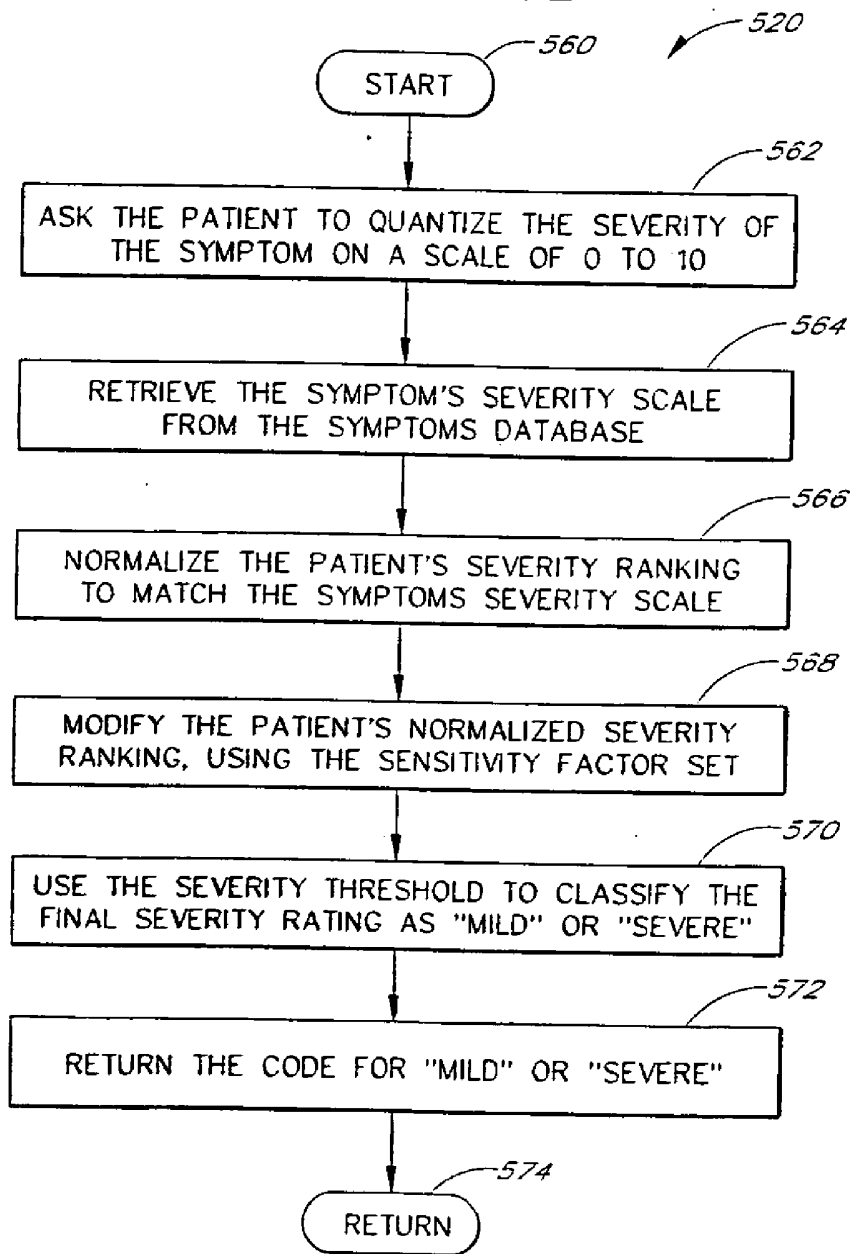 520
560
START
562
ASK THE PATIENT TO QUANTIZE THE SEVERITY OF
THE SYMPTOM ON A SCALE OF 0 TO 10
564
RETRIEVE THE SYMPTOM'S SEVERITY SCALE
FROM THE SYMPTOMS DATABASE
566
NORMALIZE THE PATIENT'S SEVERITY RANKING
TO MATCH THE SYMPTOMS SEVERITY SCALE
568
MODIFY THE PATIENT'S NORMALIZED SEVERITY
RANKING, USING THE SENSITIVITY FACTOR SET
570
USE THE SEVERITY THRESHOLD TO CLASSIFY THE
FINAL SEVERITY RATING AS "MILD" OR "SEVERE"
572
RETURN THE CODE FOR "MILD" OR "SEVERE"
574
RETURN